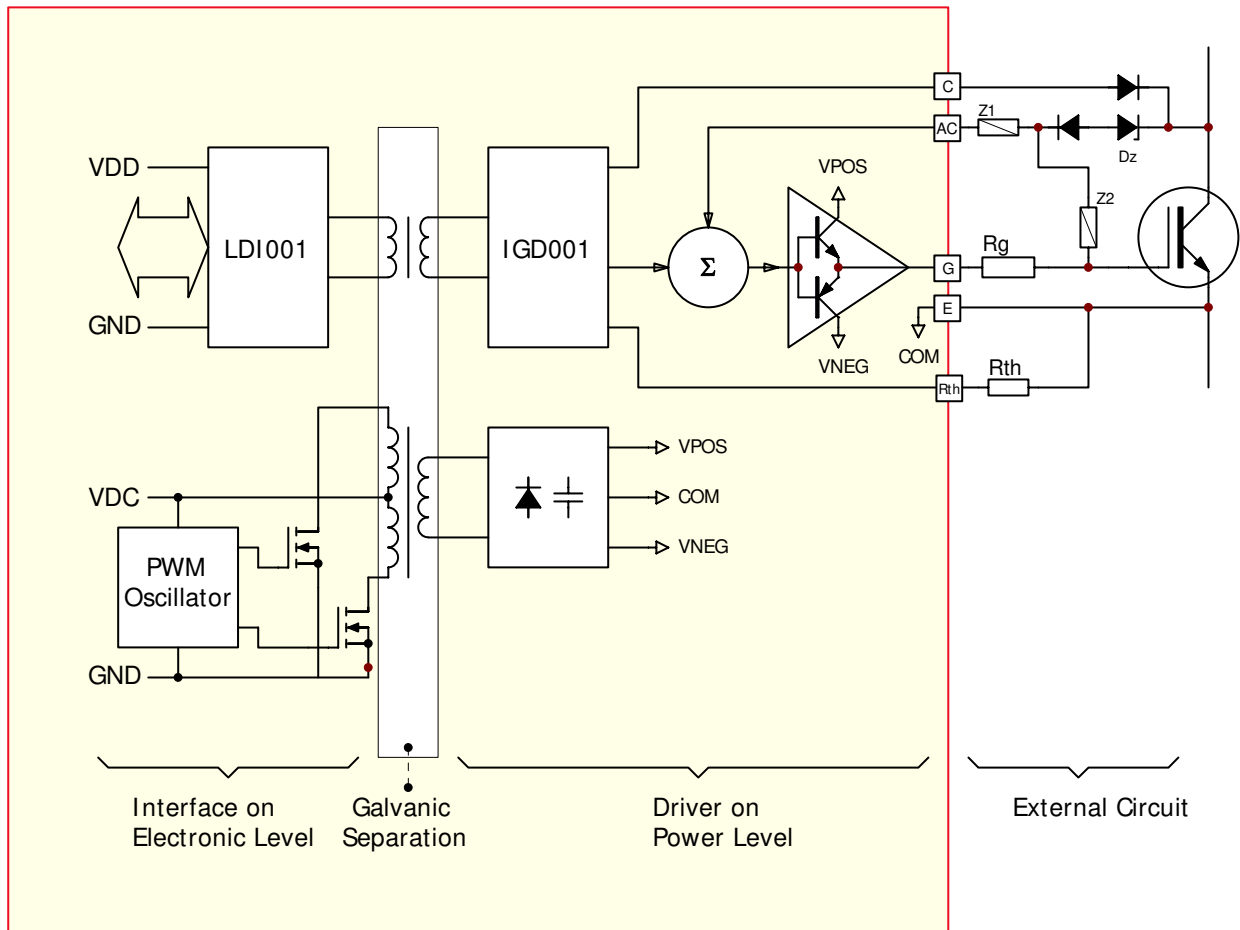 C
Z1
AC
Dz
VDD
VPOS
Z2
LDI001
IGD001
Σ
Rg
G
E
GND
COM
VNEG
Rth
Rth
VPOS
VDC
COM
PWM
Oscillator
VNEG
GND
Interface on
Electronic Level
Galvanic
Separation
Driver on
Power Level
External Circuit